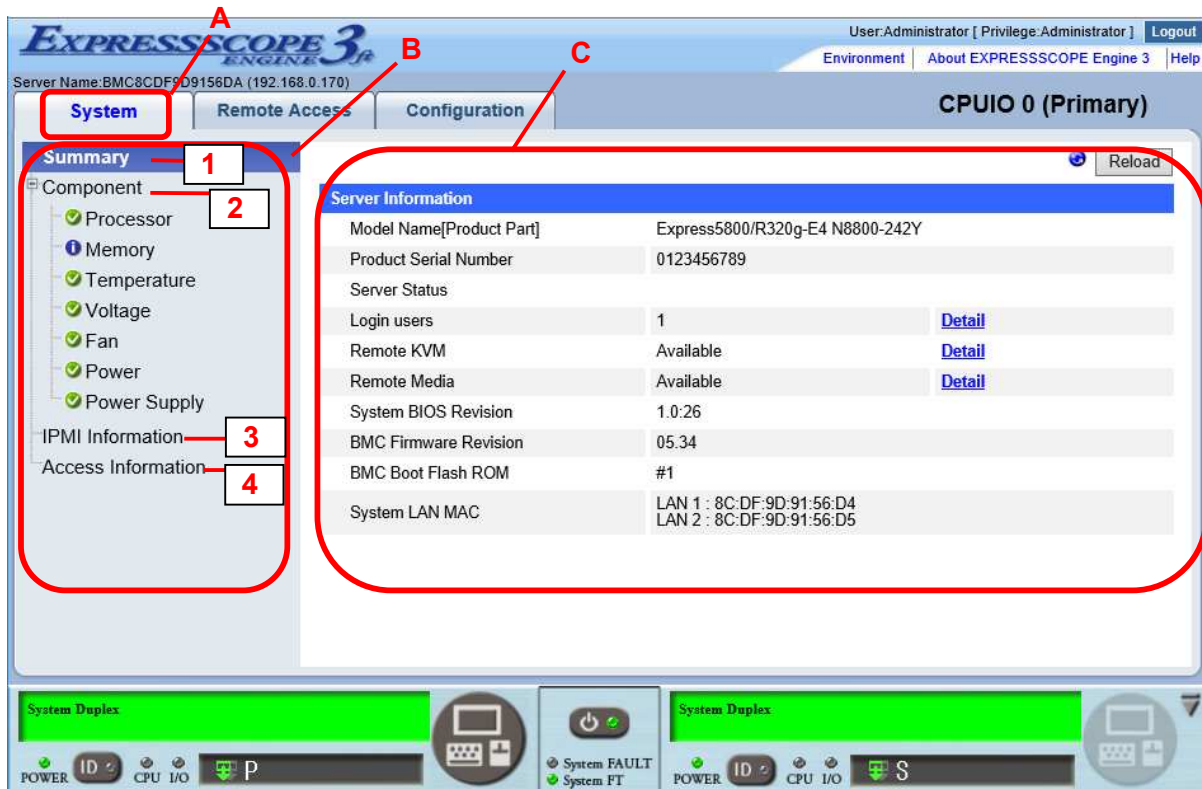 A
EXPRESSSCOPE
ENGINE 3 ft
User:Administrator [ Privilege:Administrator ] Logout
B
C
Environment About EXPRESSSCOPE Engine 3 Help
Server Name:BMC8CDF9D9156DA (192.168.0.170)
System Remote Access Configuration
CPUIO 0 (Primary)
Summary 1
Reload
Component 2
Processor
Memory
Temperature
Voltage
Fan
Power
Power Supply
IPMI Information 3
Access Information 4
Server Information
Model Name[Product Part] Express5800/R320g-E4 N8800-242Y
Product Serial Number 0123456789
Server Status
Login users 1 Detail
Remote KVM Available Detail
Remote Media Available Detail
System BIOS Revision 1.0:26
BMC Firmware Revision 05.34
BMC Boot Flash ROM #1
System LAN MAC LAN 1 : 8C:DF:9D:91:56:D4
LAN 2 : 8C:DF:9D:91:56:D5
System Duplex
POWER ID CPU I/O P
System FAULT
System FT
System Duplex
POWER ID CPU I/O S